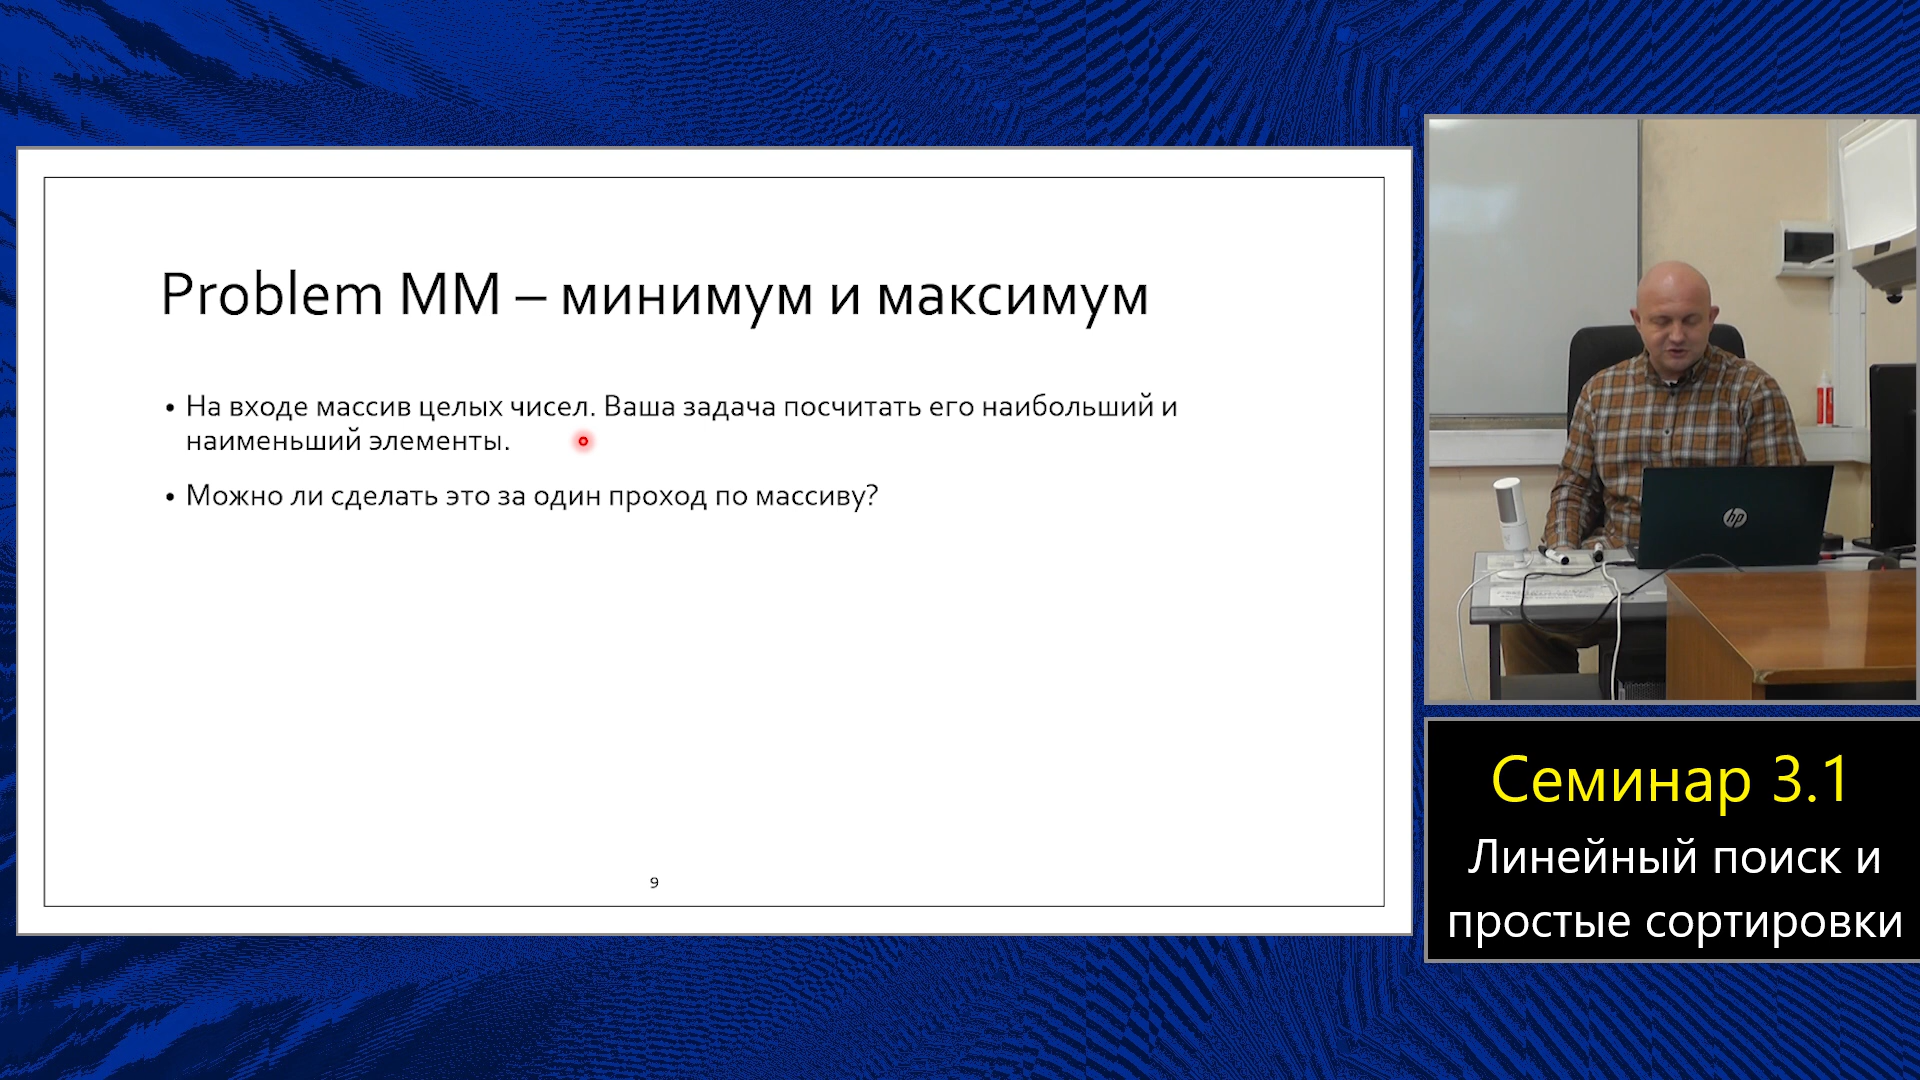 Problem MM – минимум и максимум
• На входе массив целых чисел. Ваша задача посчитать его наибольший и
наименьший элементы.
• Можно ли сделать это за один проход по массиву?
9
hp
Семинар 3.1
Линейный поиск и
простые сортировки